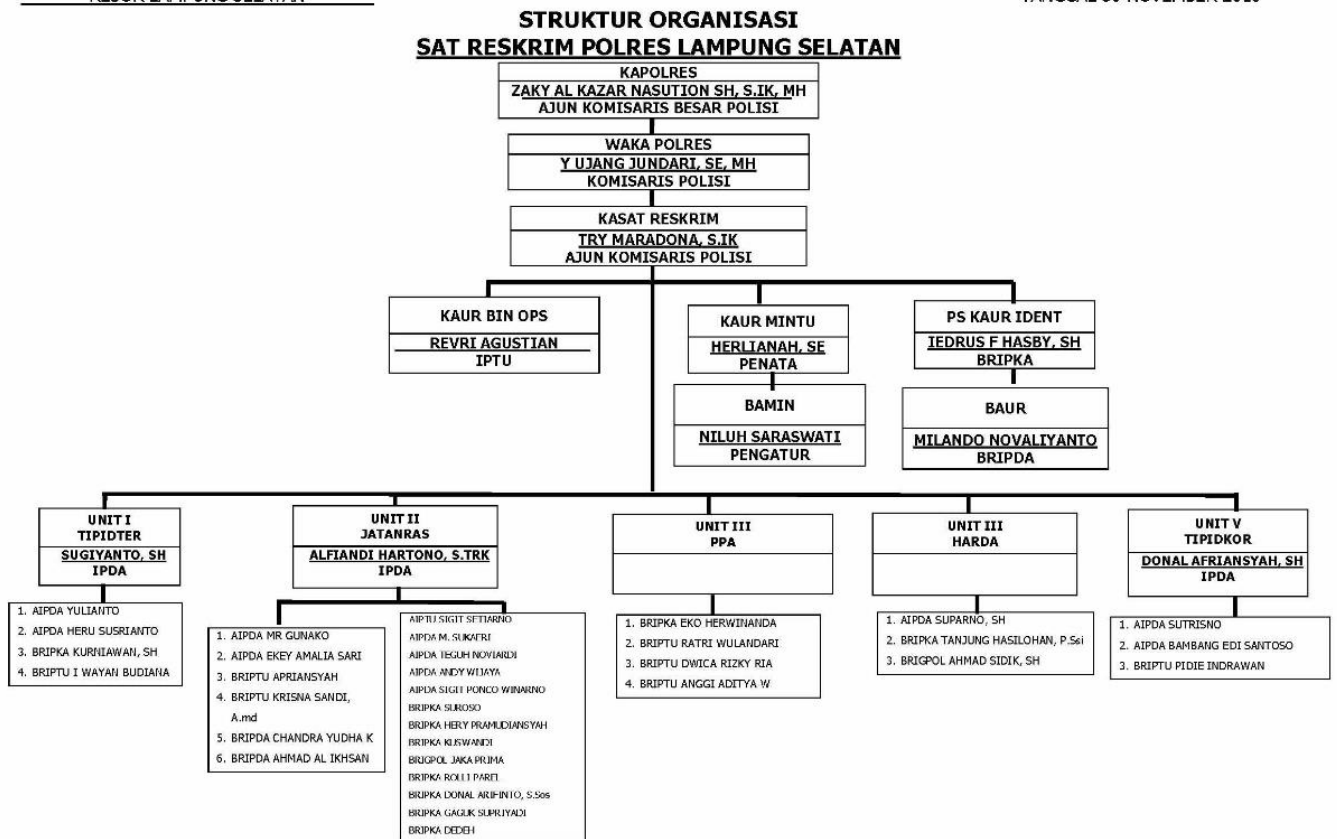 RESOR LAMPUNG SELATAN
STRUKTUR ORGANISASI
SAT RESKRIM POLRES LAMPUNG SELATAN
KAPOLRES
ZAKY AL KAZAR NASUTION SH, S.IK, MH
AJUN KOMISARIS BESAR POLISI
WAKA POLRES
Y UJANG JUNDARI, SE, MH
KOMISARIS POLISI
KASAT RESKRIM
TRY MARADONA, S.IK
AJUN KOMISARIS POLISI
KAUR BIN OPS
REVRI AGUSTIAN
IPTU
KAUR MINTU
HERLIANAH, SE
PENATA
PS KAUR IDENT
IEDRUS F HASBY, SH
BRIPKA
BAMIN
NILUH SARASWATI
PENGATUR
BAUR
MILANDO NOVALIYANTO
BRIPDA
UNIT I
TIPIDTER
SUGIYANTO, SH
IPDA
1. AIPDA YULIANTO
2. AIPDA HERU SUSRIANTO
3. BRIPKA KURNIAWAN, SH
4. BRIPTU I WAYAN BUDIANA
UNIT II
JATANRAS
ALFIANDI HARTONO, S.TRK
IPDA
1. AIPDA MR GUNAKO
2. AIPDA EKEY AMALIA SARI
3. BRIPTU APRIANSYAH
4. BRIPTU KRISNA SANDI,
A.md
5. BRIPDA CHANDRA YUDHA K
6. BRIPDA AHMAD AL IKHSAN
AIPTU SIGIT SETIARNO
AIPDA M. SUKAERI
AIPDA TEGUH NOVIARDI
AIPDA ANDY WIJAYA
AIPDA SIGIT PONCO WINARNO
BRIPKA SUROSO
BRIPKA HERY PRAMUDIANSYAH
BRIPKA KUSWANDI
BRIGPOL JAKA PRIMA
BRIPKA ROLLI PAREL
BRIPKA DONAL ARIFINTO, S.Sos
BRIPKA GAGUK SUPRIYADI
BRIPKA DEDEH
UNIT III
PPA
1. BRIPKA EKO HERWINANDA
2. BRIPTU RATRI WULANDARI
3. BRIPTU DWICA RIZKY RIA
4. BRIPTU ANGGI ADITYA W
UNIT III
HARDA
1. AIPDA SUPARNO, SH
2. BRIPKA TANJUNG HASILOHAN, P.Ssi
3. BRIGPOL AHMAD SIDIK, SH
UNIT V
TIPIDKOR
DONAL AFRIANSYAH, SH
IPDA
1. AIPDA SUTRISNO
2. AIPDA BAMBANG EDI SANTOSO
3. BRIPTU PIDIE INDRAWAN